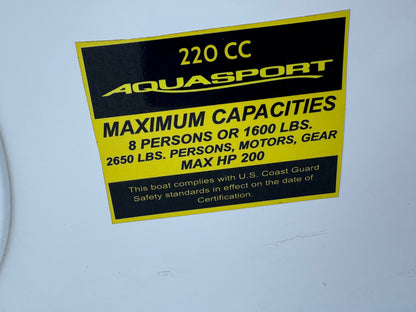 220 CC
AQUASPORT
MAXIMUM CAPACITIES
8 PERSONS OR 1600 LBS.
2650 LBS. PERSONS, MOTORS, GEAR
MAX HP 200
This boat complies with U.S. Coast Guard
Safety standards in effect on the date of
Certification.